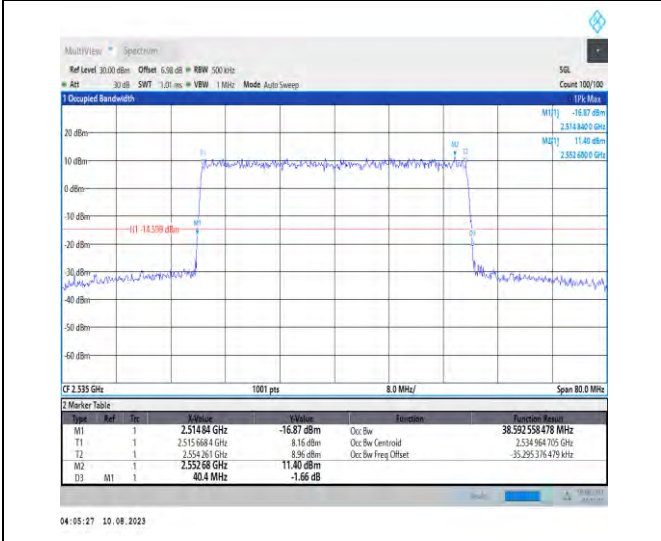 MultiView Spectrum
Ref Level 30.00 dBm Offset 6.98 dB RBW 500 kHz SGL
Att 30 dB SWT 1.01 ms VBW 1 MHz Mode Auto Sweep Count 100/100
1 Occupied Bandwidth 1Pk Max
M1[1] -16.87 dBm
2.514 840 0 GHz
M2[1] 11.40 dBm
2.552 680 0 GHz
20 dBm
M2
T1
T2
10 dBm
0 dBm
-10 dBm
M1
H1 -14.598 dBm
D3
-20 dBm
-30 dBm
-40 dBm
-50 dBm
-60 dBm
CF 2.535 GHz 1001 pts 8.0 MHz/ Span 80.0 MHz
2 Marker Table
Type Ref Trc X-Value Y-Value Function Function Result
M1 1 2.514 84 GHz -16.87 dBm Occ Bw 38.592 558 478 MHz
T1 1 2.515 668 4 GHz 8.16 dBm Occ Bw Centroid 2.534 964 705 GHz
T2 1 2.554 261 GHz 8.96 dBm Occ Bw Freq Offset -35.295 376 479 kHz
M2 1 2.552 68 GHz 11.40 dBm
D3 M1 1 40.4 MHz -1.66 dB
04:05:27 10.08.2023